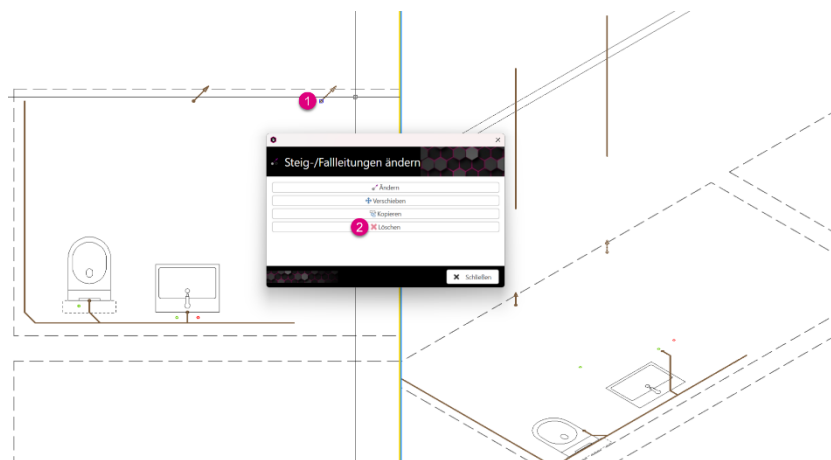 1
Steig-/Fallleitungen ändern
Ändern
Verschieben
Kopieren
2 Löschen
Schließen